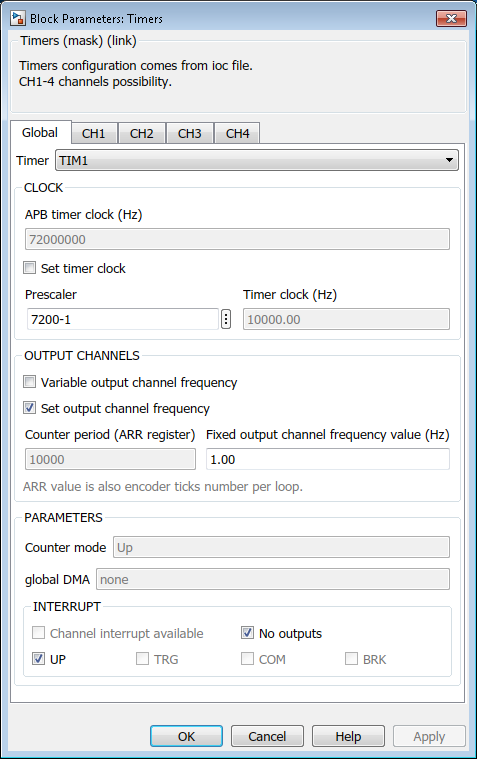 Block Parameters: Timers
Timers (mask) (link)
Timers configuration comes from ioc file.
CH1-4 channels possibility.
Global CH1 CH2 CH3 CH4
Timer TIM1
CLOCK
APB timer clock (Hz)
72000000
Set timer clock
Prescaler Timer clock (Hz)
7200-1 10000.00
OUTPUT CHANNELS
Variable output channel frequency
Set output channel frequency
Counter period (ARR register) Fixed output channel frequency value (Hz)
10000 1.00
ARR value is also encoder ticks number per loop.
PARAMETERS
Counter mode Up
global DMA none
INTERRUPT
Channel interrupt available No outputs
UP TRG COM BRK
OK Cancel Help Apply